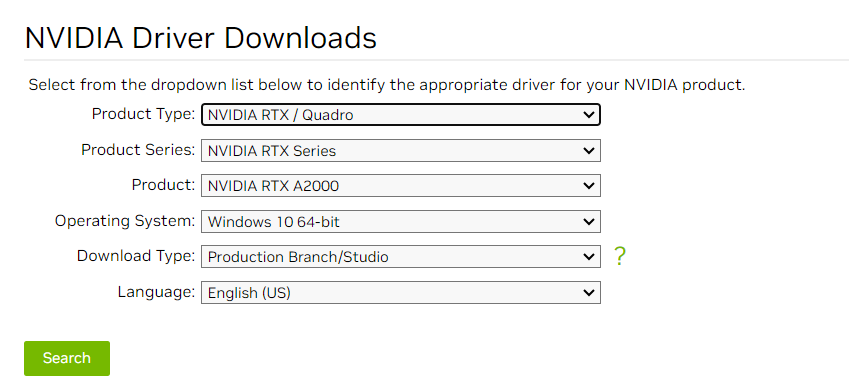 NVIDIA Driver Downloads
Select from the dropdown list below to identify the appropriate driver for your NVIDIA product.
Product Type: NVIDIA RTX / Quadro
Product Series: NVIDIA RTX Series
Product: NVIDIA RTX A2000
Operating System: Windows 10 64-bit
Download Type: Production Branch/Studio ?
Language: English (US)
Search